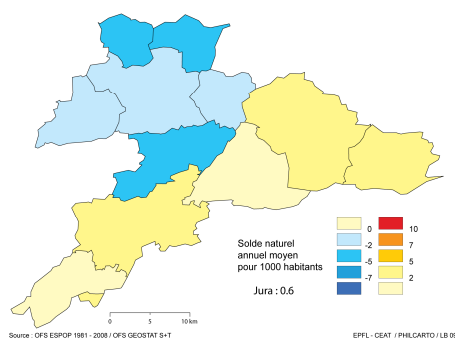 Solde naturel
annuel moyen
pour 1000 habitants
Jura : 0.6
0 10
-2 7
-5 5
-7 2
0 5 10 km
Source : OFS ESPOP 1981 - 2008 / OFS GEOSTAT S+T
EPFL - CEAT / PHILCARTO / LB 09